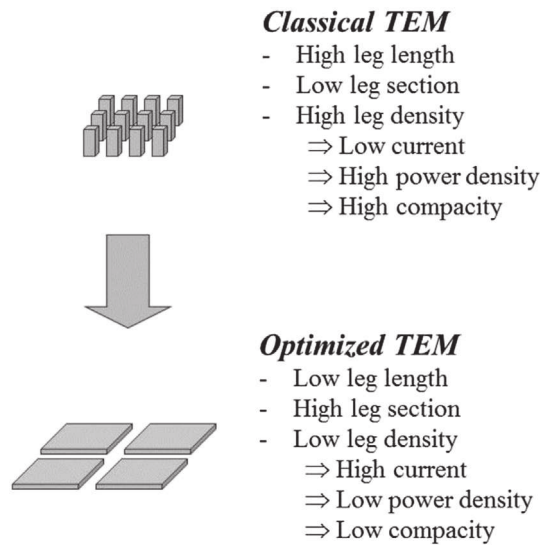 Classical TEM
- High leg length
- Low leg section
- High leg density
⇒ Low current
⇒ High power density
⇒ High compacity
Optimized TEM
- Low leg length
- High leg section
- Low leg density
⇒ High current
⇒ Low power density
⇒ Low compacity